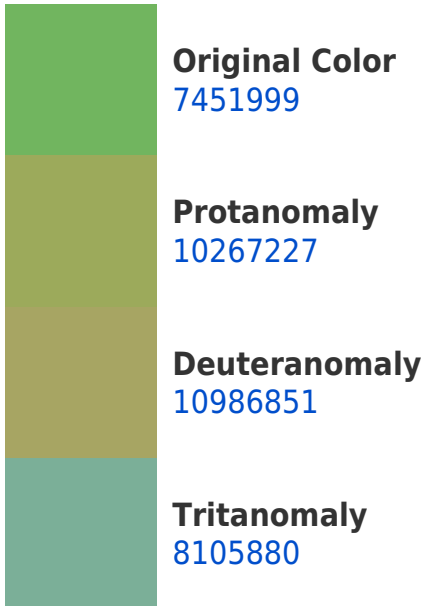 Original Color
7451999
Protanomaly
10267227
Deuteranomaly
10986851
Tritanomaly
8105880